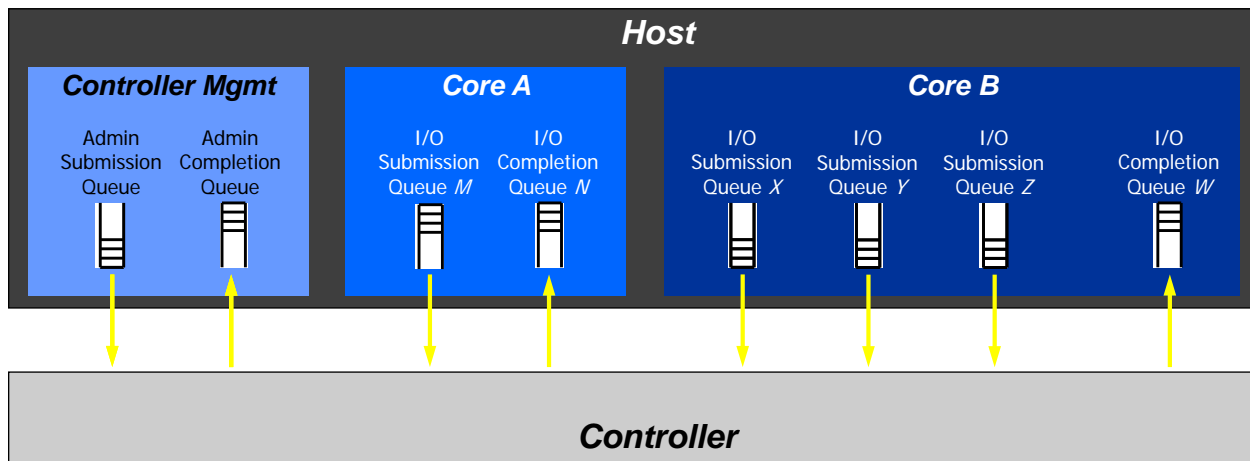 Host
Controller Mgmt
Admin
Submission
Queue
Admin
Completion
Queue
Core A
I/O
Submission
Queue M
I/O
Completion
Queue N
Core B
I/O
Submission
Queue X
I/O
Submission
Queue Y
I/O
Submission
Queue Z
I/O
Completion
Queue W
Controller